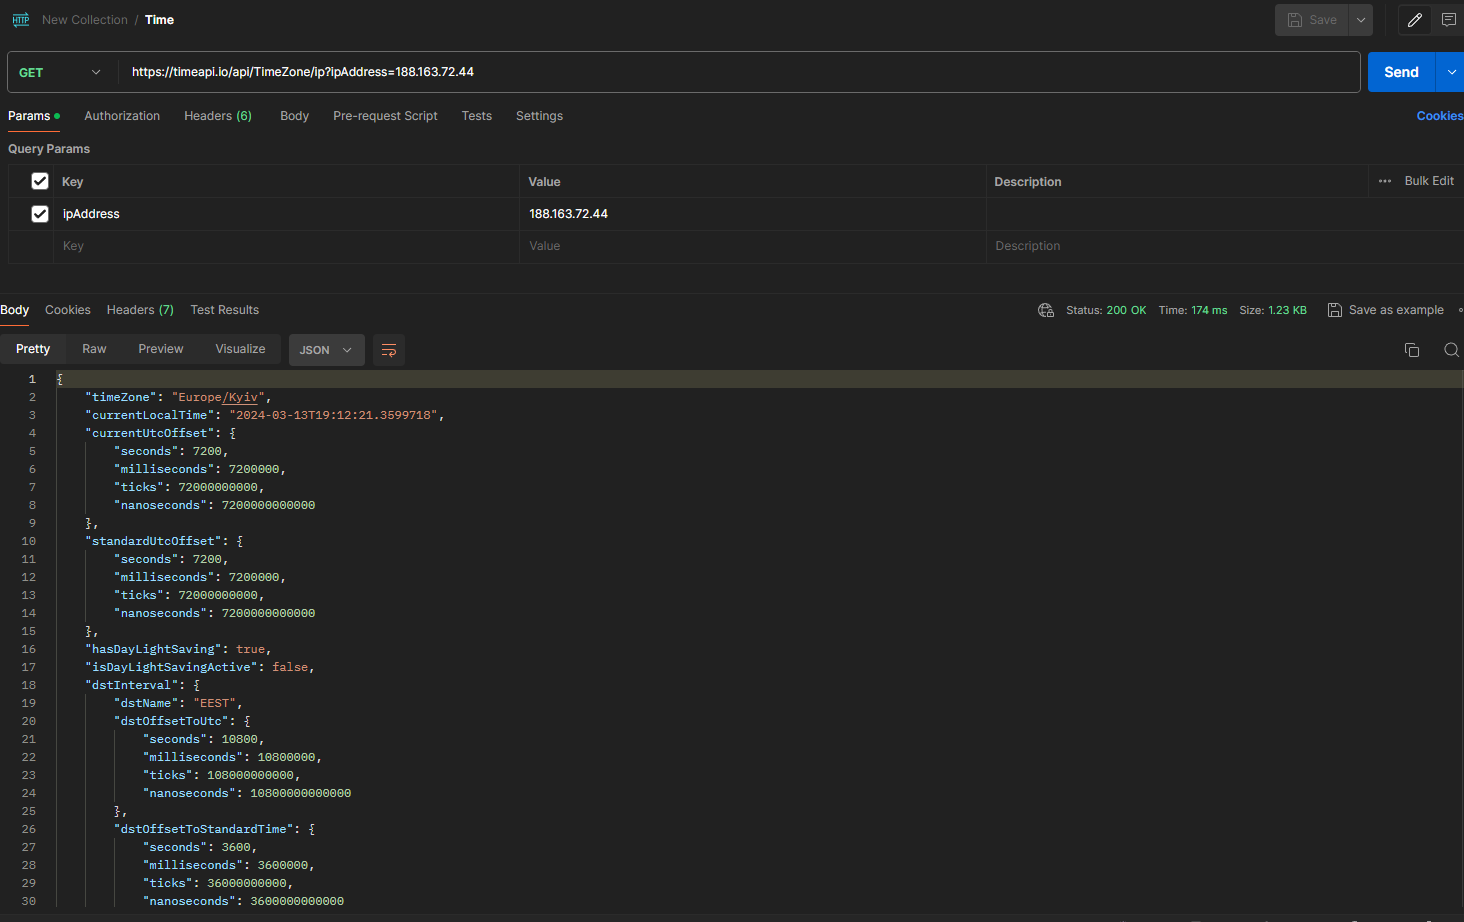 HTTP New Collection / Time Save
GET https://timeapi.io/api/TimeZone/ip?ipAddress=188.163.72.44 Send
Params Authorization Headers (6) Body Pre-request Script Tests Settings Cookies
Query Params
Key Value Description ... Bulk Edit
ipAddress 188.163.72.44
Key Value Description
Body Cookies Headers (7) Test Results Status: 200 OK Time: 174 ms Size: 1.23 KB Save as example
Pretty Raw Preview Visualize JSON
1 {
2 "timeZone": "Europe/Kyiv",
3 "currentLocalTime": "2024-03-13T19:12:21.3599718",
4 "currentUtcOffset": {
5 "seconds": 7200,
6 "milliseconds": 7200000,
7 "ticks": 72000000000,
8 "nanoseconds": 7200000000000
9 },
10 "standardUtcOffset": {
11 "seconds": 7200,
12 "milliseconds": 7200000,
13 "ticks": 72000000000,
14 "nanoseconds": 7200000000000
15 },
16 "hasDayLightSaving": true,
17 "isDayLightSavingActive": false,
18 "dstInterval": {
19 "dstName": "EEST",
20 "dstOffsetToUtc": {
21 "seconds": 10800,
22 "milliseconds": 10800000,
23 "ticks": 108000000000,
24 "nanoseconds": 10800000000000
25 },
26 "dstOffsetToStandardTime": {
27 "seconds": 3600,
28 "milliseconds": 3600000,
29 "ticks": 36000000000,
30 "nanoseconds": 3600000000000